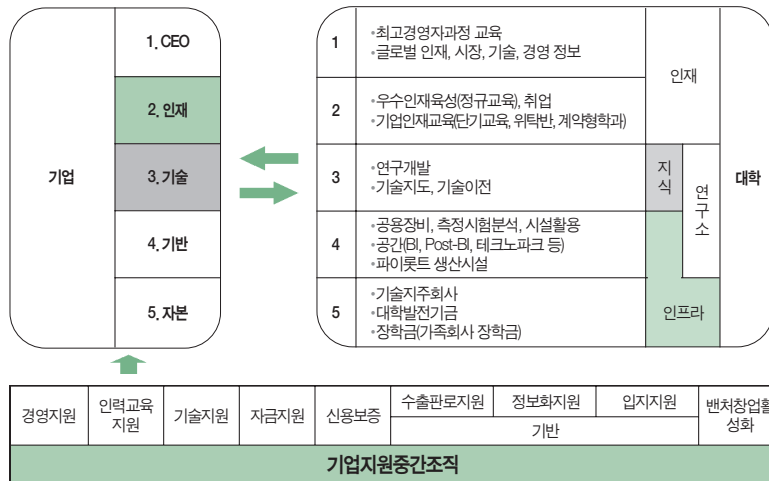 기업
1. CEO
2. 인재
3. 기술
4. 기반
5. 자본
1
•최고경영자과정 교육
•글로벌 인재, 시장, 기술, 경영 정보
2
•우수인재육성(정규교육), 취업
•기업인재교육(단기교육, 위탁반, 계약형학과)
3
•연구개발
•기술지도, 기술이전
4
•공용장비, 측정시험분석, 시설활용
•공간(BI, Post-BI, 테크노파크 등)
•파이롯트 생산시설
5
•기술지주회사
•대학발전기금
•장학금(가족회사 장학금)
인재
지
식
연
구
소
인프라
대학
경영지원
인력교육
지원
기술지원
자금지원
신용보증
수출판로지원
정보화지원
입지지원
기반
벤처창업활
성화
기업지원중간조직